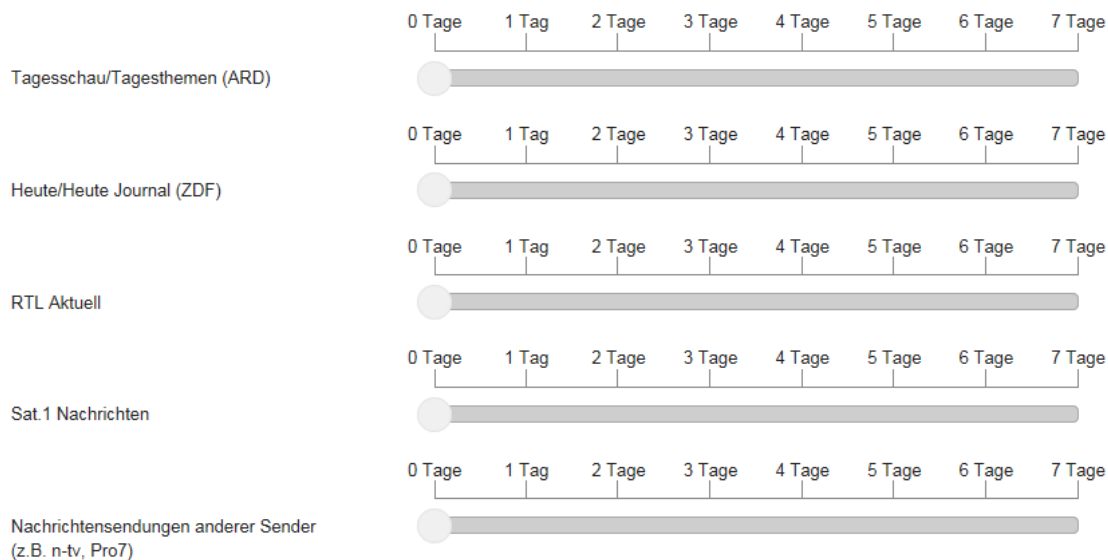 0 Tage 1 Tag 2 Tage 3 Tage 4 Tage 5 Tage 6 Tage 7 Tage
Tagesschau/Tagesthemen (ARD)
0 Tage 1 Tag 2 Tage 3 Tage 4 Tage 5 Tage 6 Tage 7 Tage
Heute/Heute Journal (ZDF)
0 Tage 1 Tag 2 Tage 3 Tage 4 Tage 5 Tage 6 Tage 7 Tage
RTL Aktuell
0 Tage 1 Tag 2 Tage 3 Tage 4 Tage 5 Tage 6 Tage 7 Tage
Sat.1 Nachrichten
0 Tage 1 Tag 2 Tage 3 Tage 4 Tage 5 Tage 6 Tage 7 Tage
Nachrichtensendungen anderer Sender
(z.B. n-tv, Pro7)